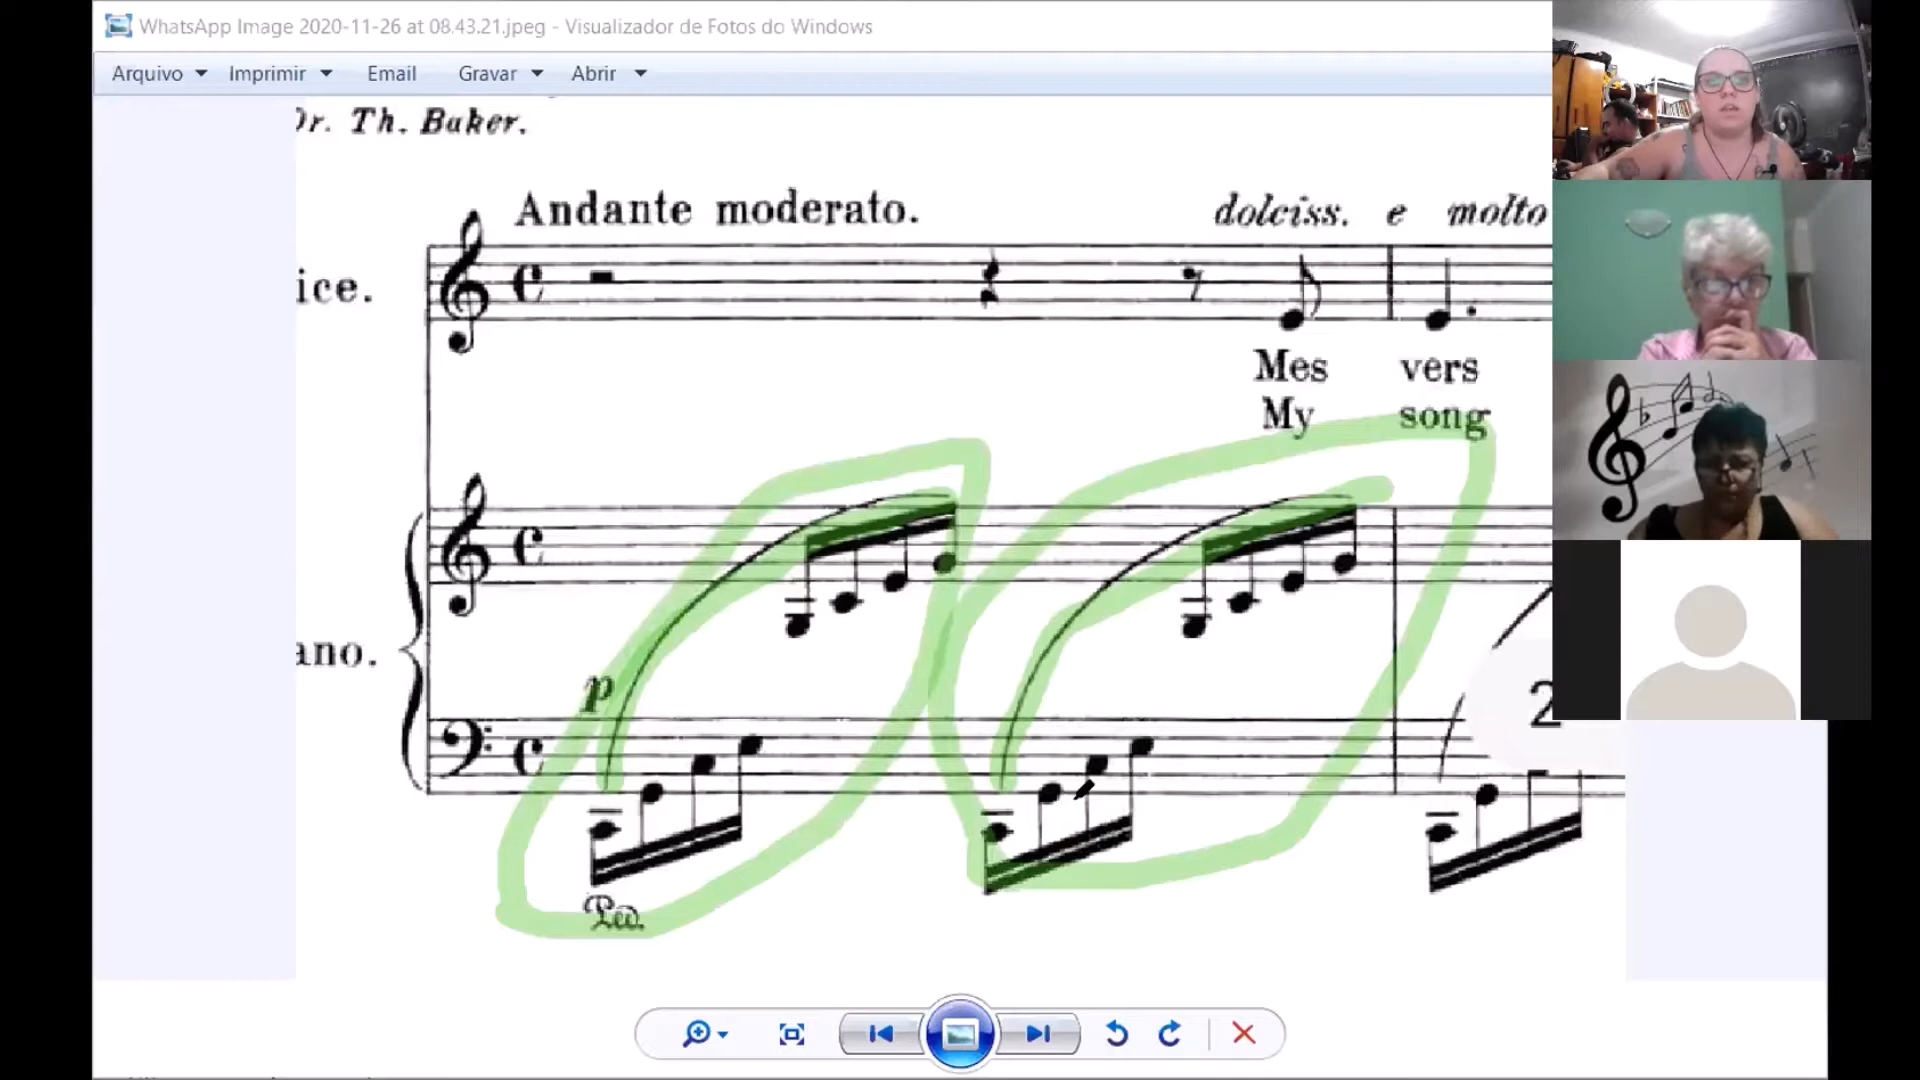 WhatsApp Image 2020-11-26 at 08.43.21.jpeg - Visualizador de Fotos do Windows
Arquivo Imprimir Email Gravar Abrir
Dr. Th. Baker.
Andante moderato. dolciss. e molto
ice.
Mes vers
My song
ano.
p
2
Ped.